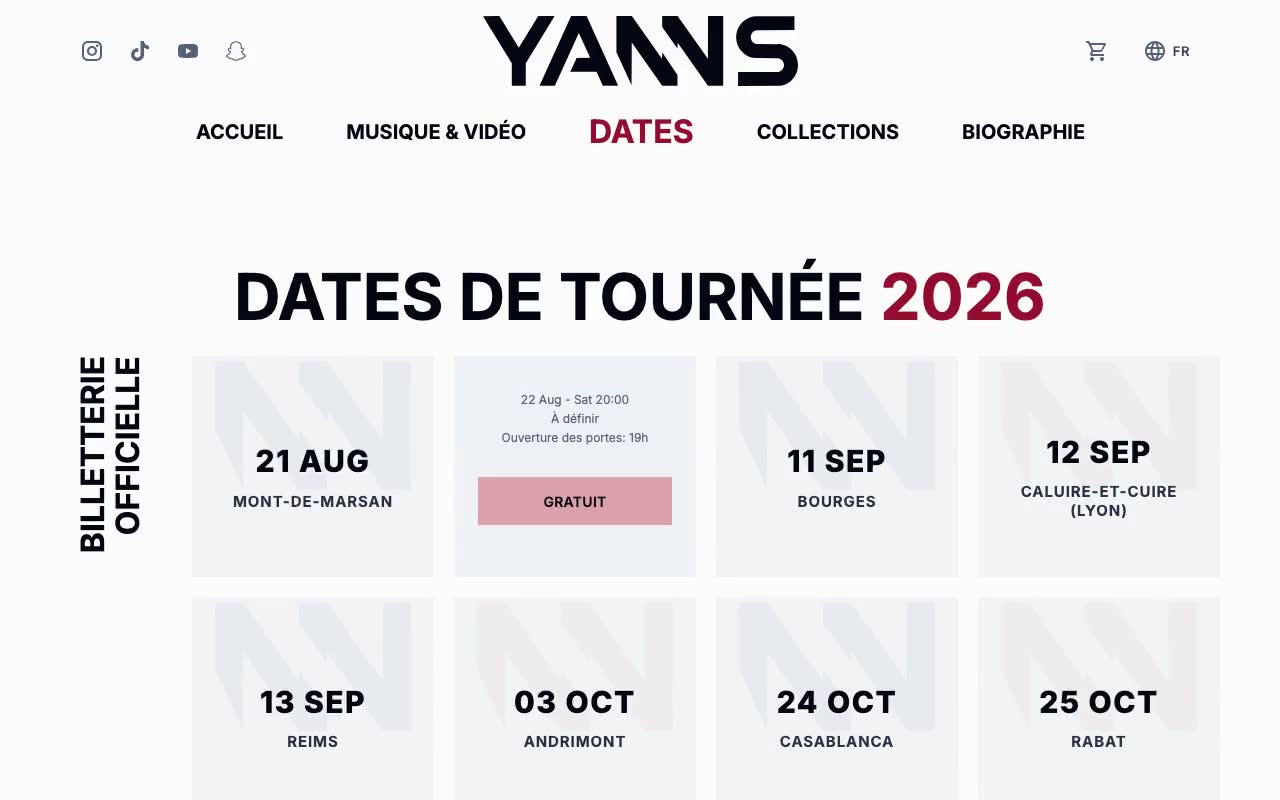 YANNS
FR
ACCUEIL
MUSIQUE & VIDÉO
DATES
COLLECTIONS
BIOGRAPHIE
DATES DE TOURNÉE 2026
BILLETTERIE
OFFICIELLE
21 AUG
MONT-DE-MARSAN
22 Aug - Sat 20:00
À définir
Ouverture des portes: 19h
GRATUIT
11 SEP
BOURGES
12 SEP
CALUIRE-ET-CUIRE
(LYON)
13 SEP
REIMS
03 OCT
ANDRIMONT
24 OCT
CASABLANCA
25 OCT
RABAT